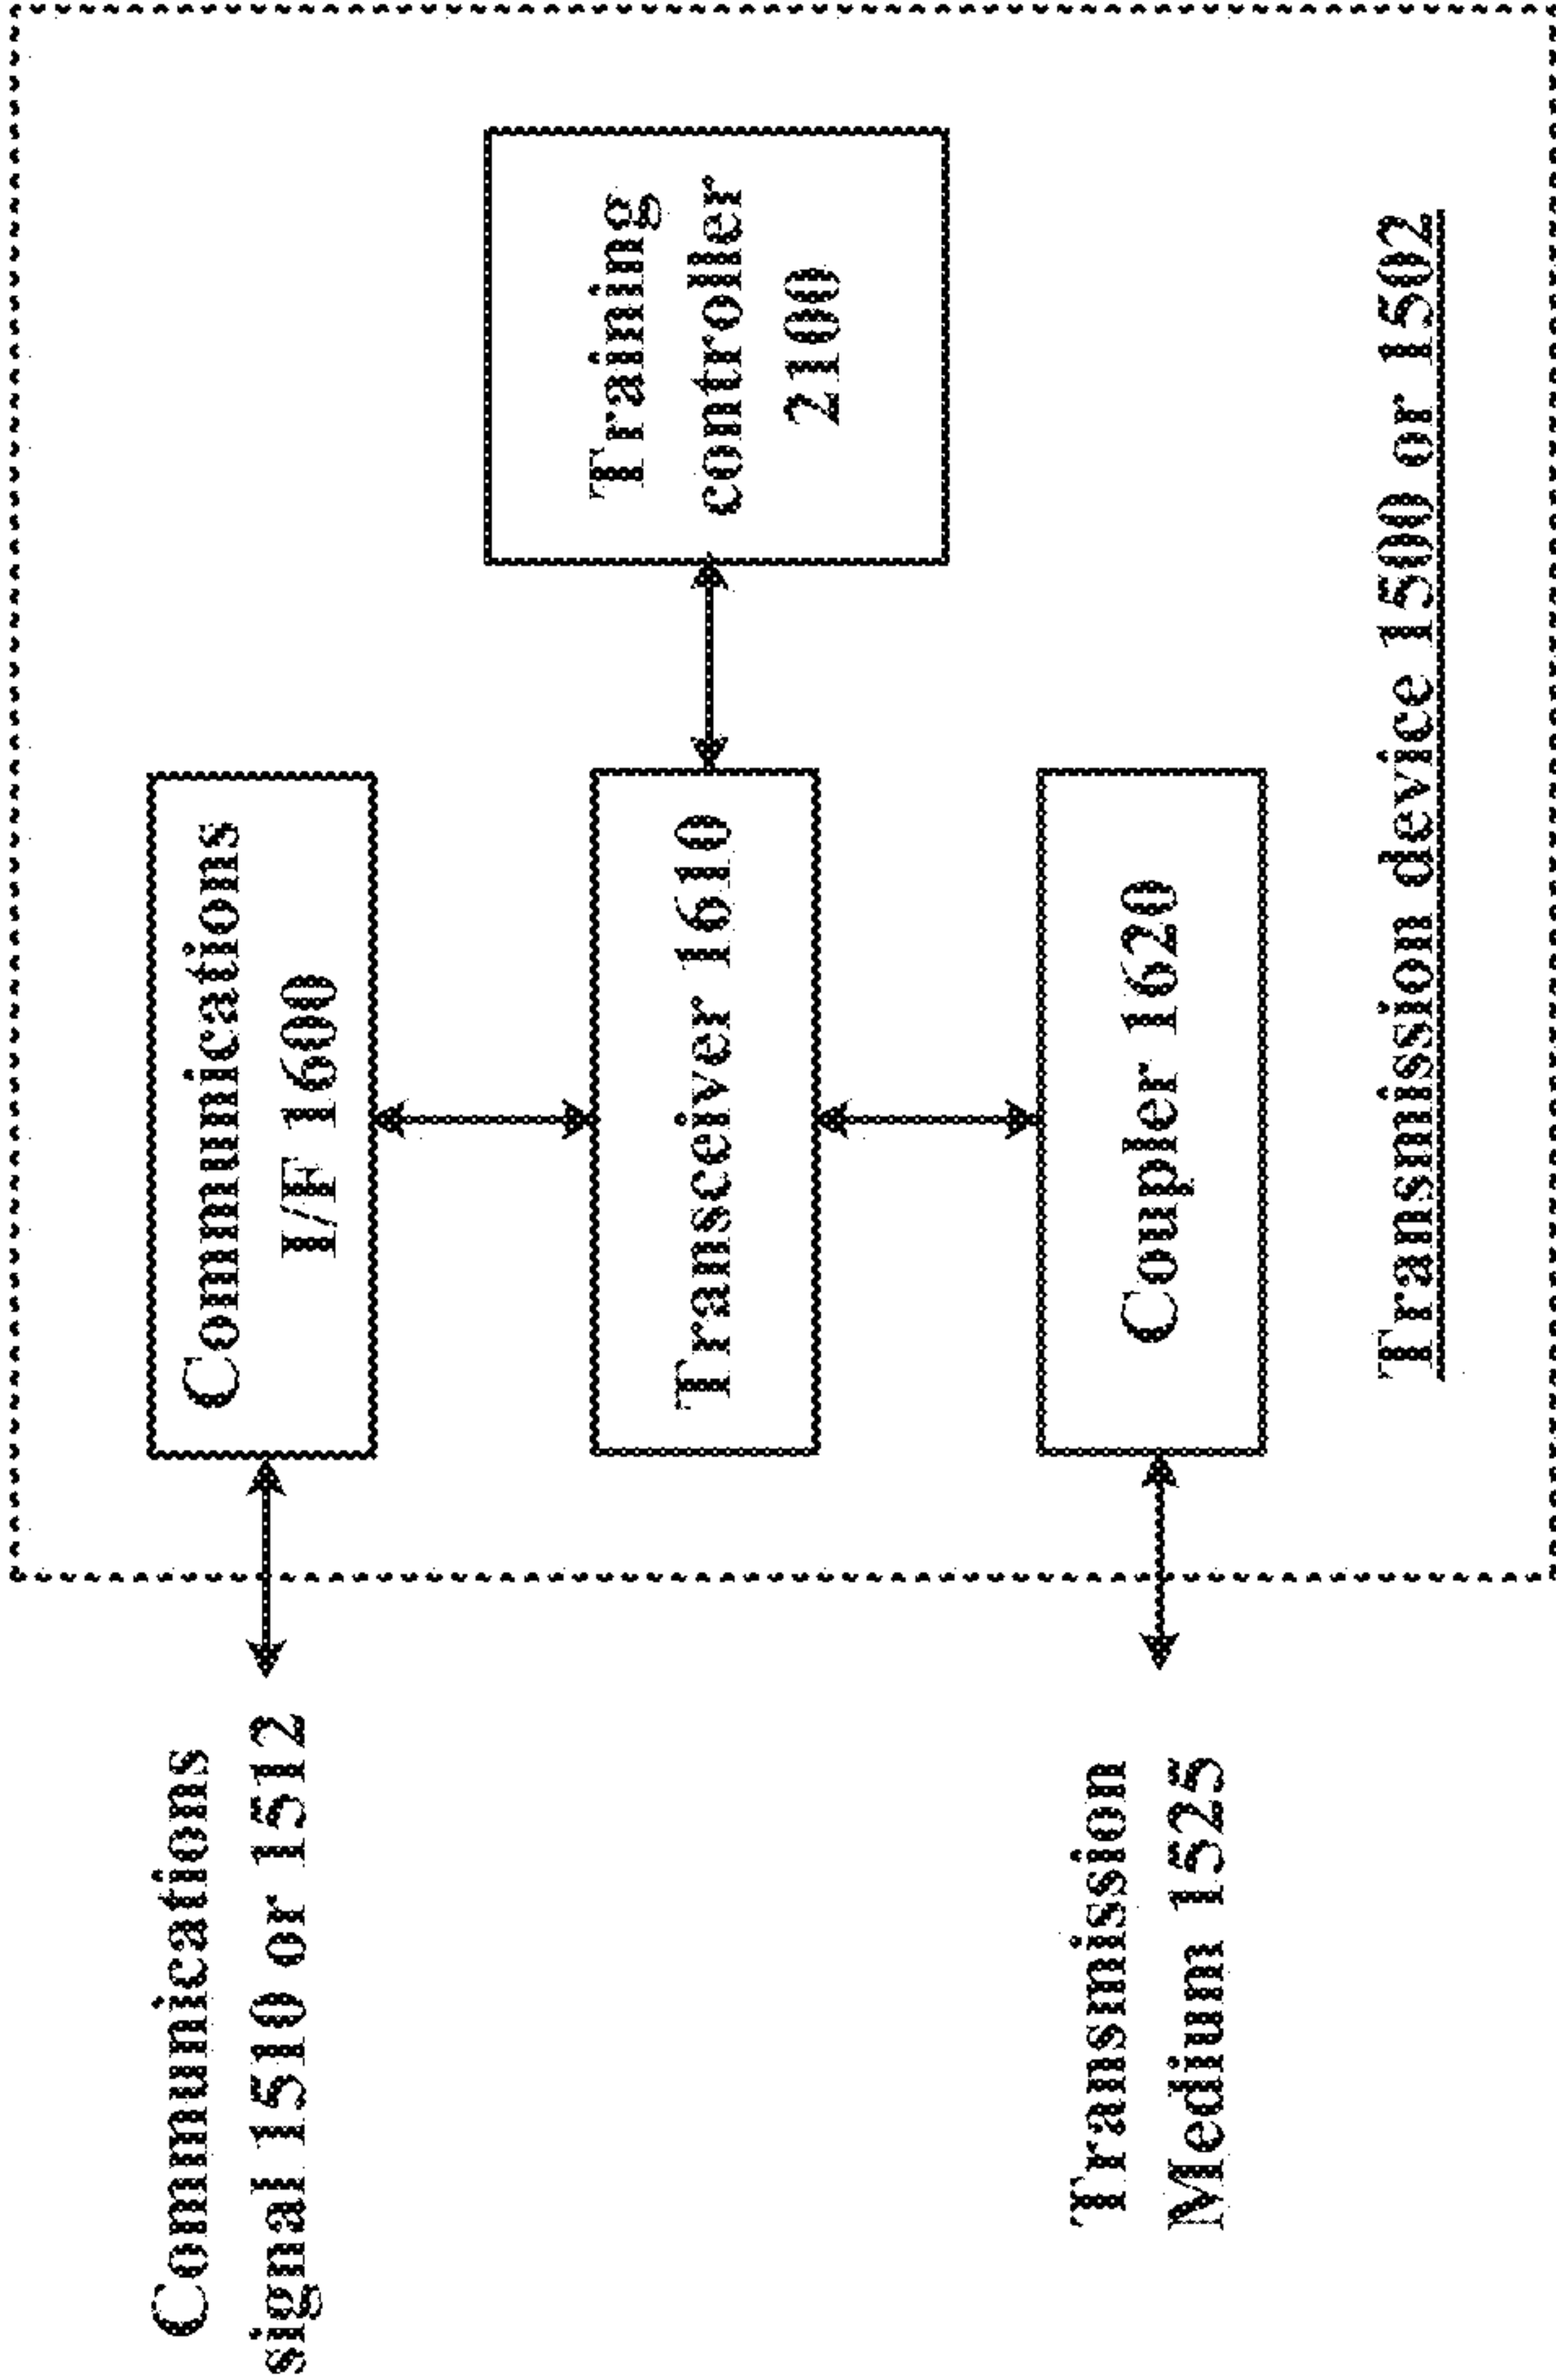 Communications
signal 1510 or 1512
Communications
I/F 1600
Transceiver 1610
Training
controller
2100
Transmission
Medium 1525
Coupler 1620
Transmission device 1500 or 1502